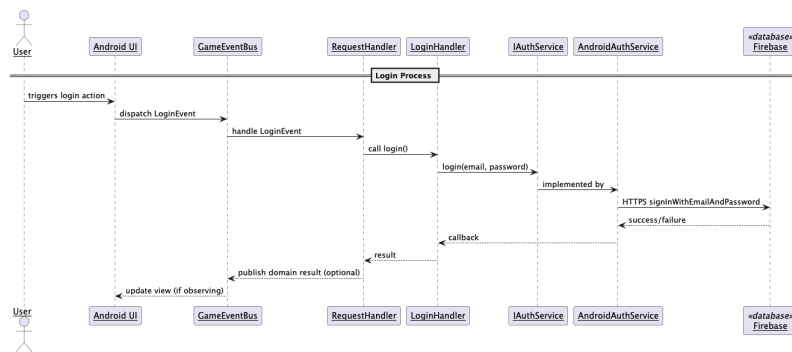 User
Android UI
GameEventBus
RequestHandler
LoginHandler
IAuthService
AndroidAuthService
«database»
Firebase
Login Process
triggers login action
dispatch LoginEvent
handle LoginEvent
call login()
login(email, password)
implemented by
HTTPS signInWithEmailAndPassword
success/failure
callback
result
publish domain result (optional)
update view (if observing)
User
Android UI
GameEventBus
RequestHandler
LoginHandler
IAuthService
AndroidAuthService
«database»
Firebase